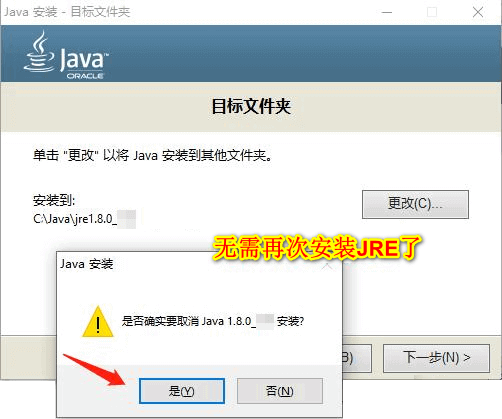 Java 安装 - 目标文件夹
Java
ORACLE
目标文件夹
单击 "更改" 以将 Java 安装到其他文件夹。
安装到:
C:\Java\jre1.8.0_
更改(C)...
无需再次安装JRE了
Java 安装
是否确实要取消 Java 1.8.0_ 安装?
是(Y)
否(N)
B)
下一步(N) >